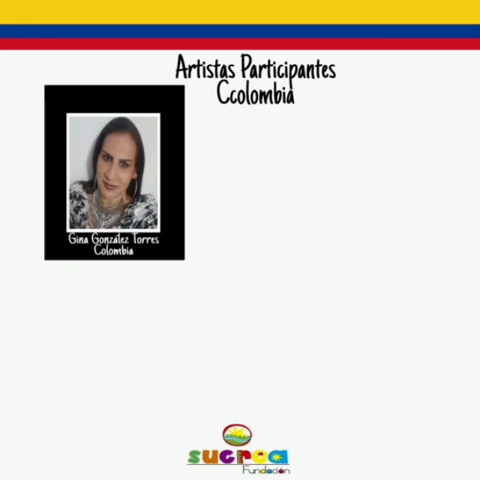 Artistas Participantes
Ccolombia
Gina González Torres
Colombia
sucrea
Fundación